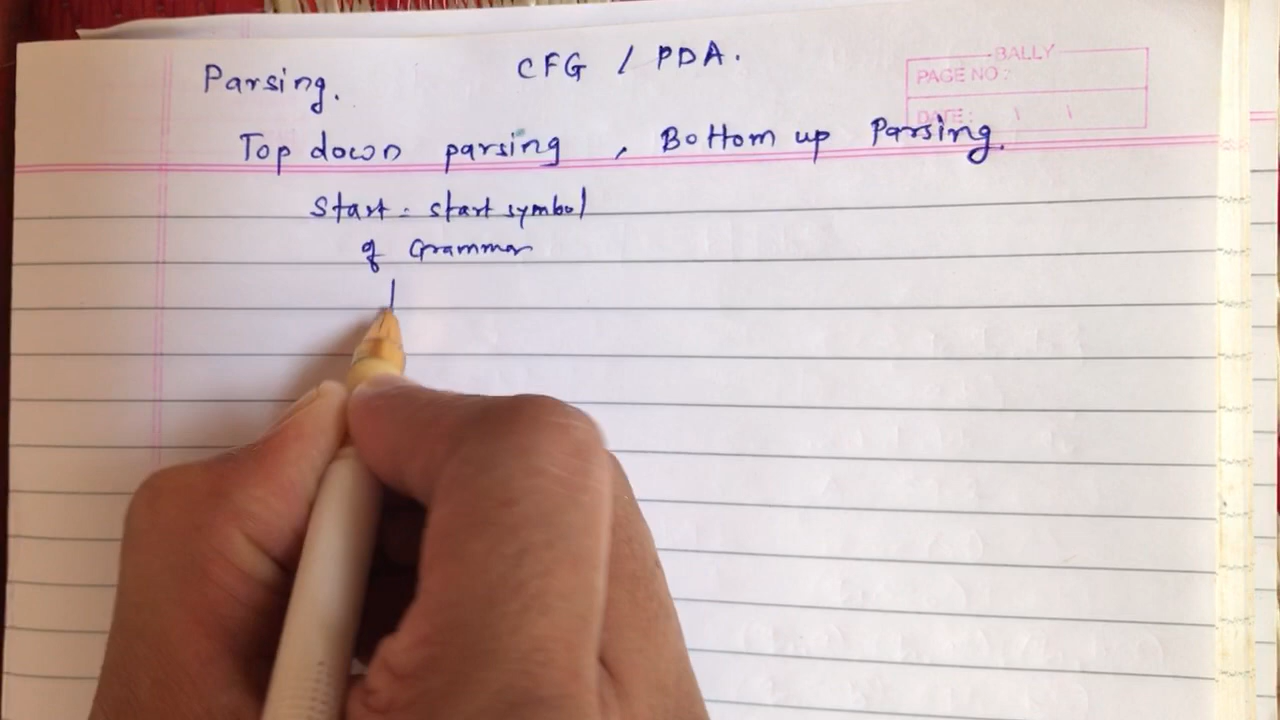 Parsing. CFG / PDA.
BALLY
PAGE NO :
DATE : \ \
Top down parsing , Bottom up Parsing.
Start - start symbol
of Grammar